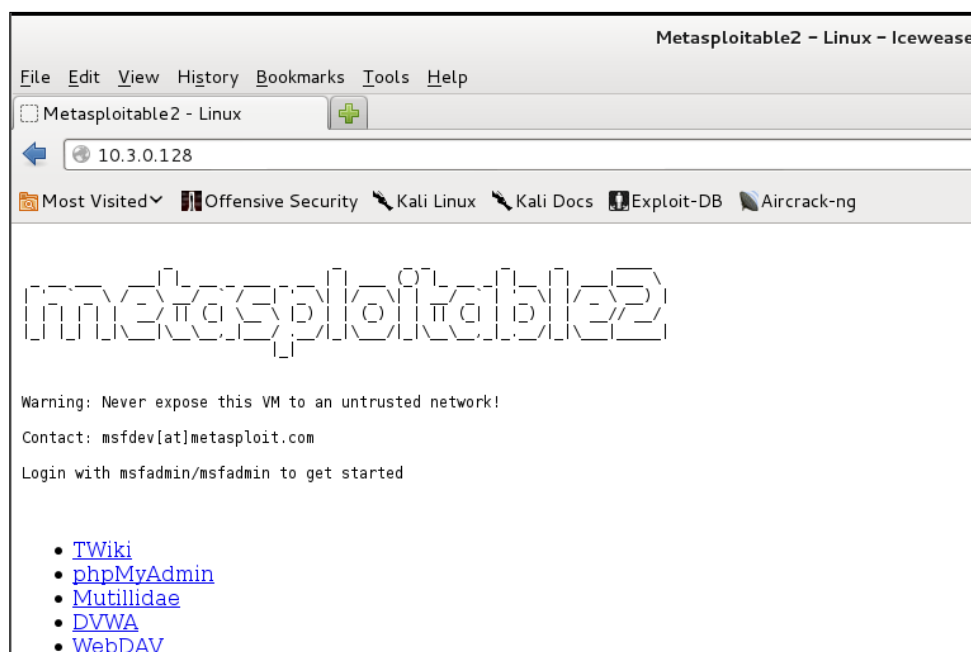 Metasploitable2 - Linux - Icewease
File Edit View History Bookmarks Tools Help
Metasploitable2 - Linux
10.3.0.128
Most Visited Offensive Security Kali Linux Kali Docs Exploit-DB Aircrack-ng
metasploitable2
Warning: Never expose this VM to an untrusted network!
Contact: msfdev[at]metasploit.com
Login with msfadmin/msfadmin to get started
TWiki
phpMyAdmin
Mutillidae
DVWA
WebDAV